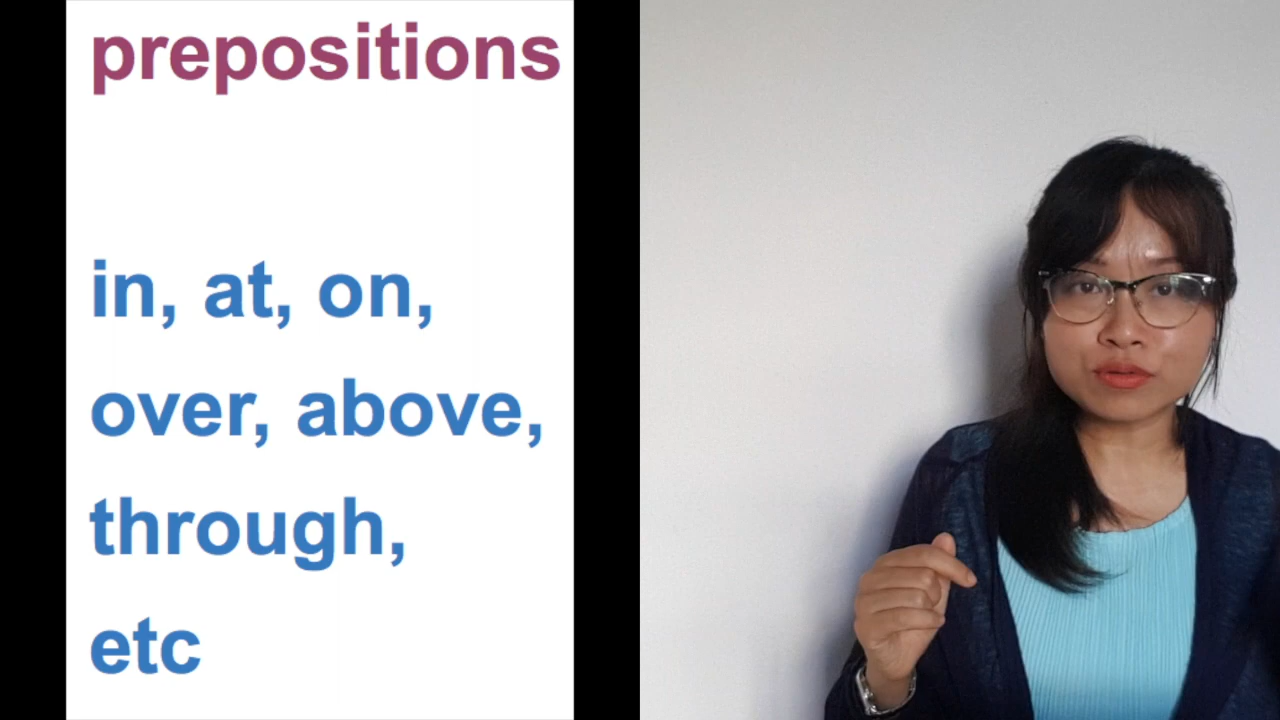 prepositions
in, at, on,
over, above,
through,
etc